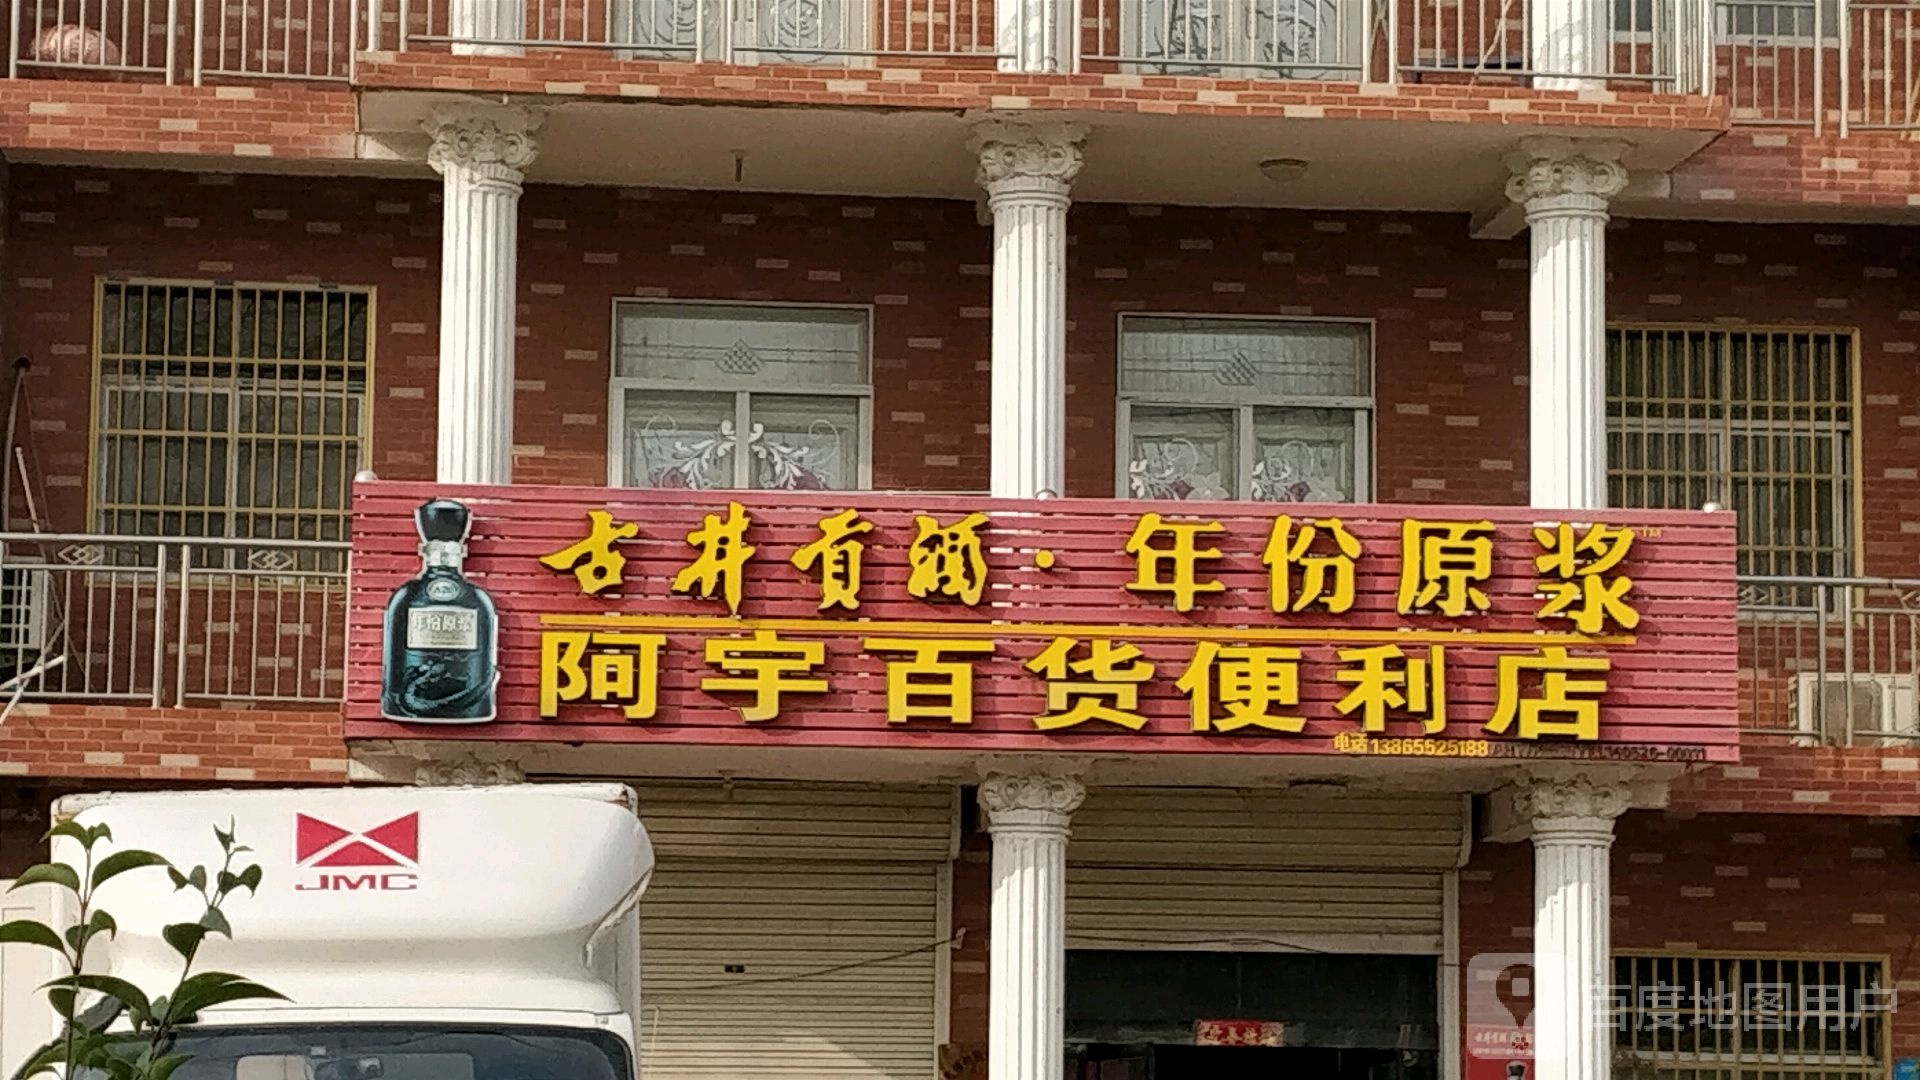 古井贡酒·年份原浆™
年份原浆
阿宇百货便利店
电话13865525188
JMC
百度地图用户